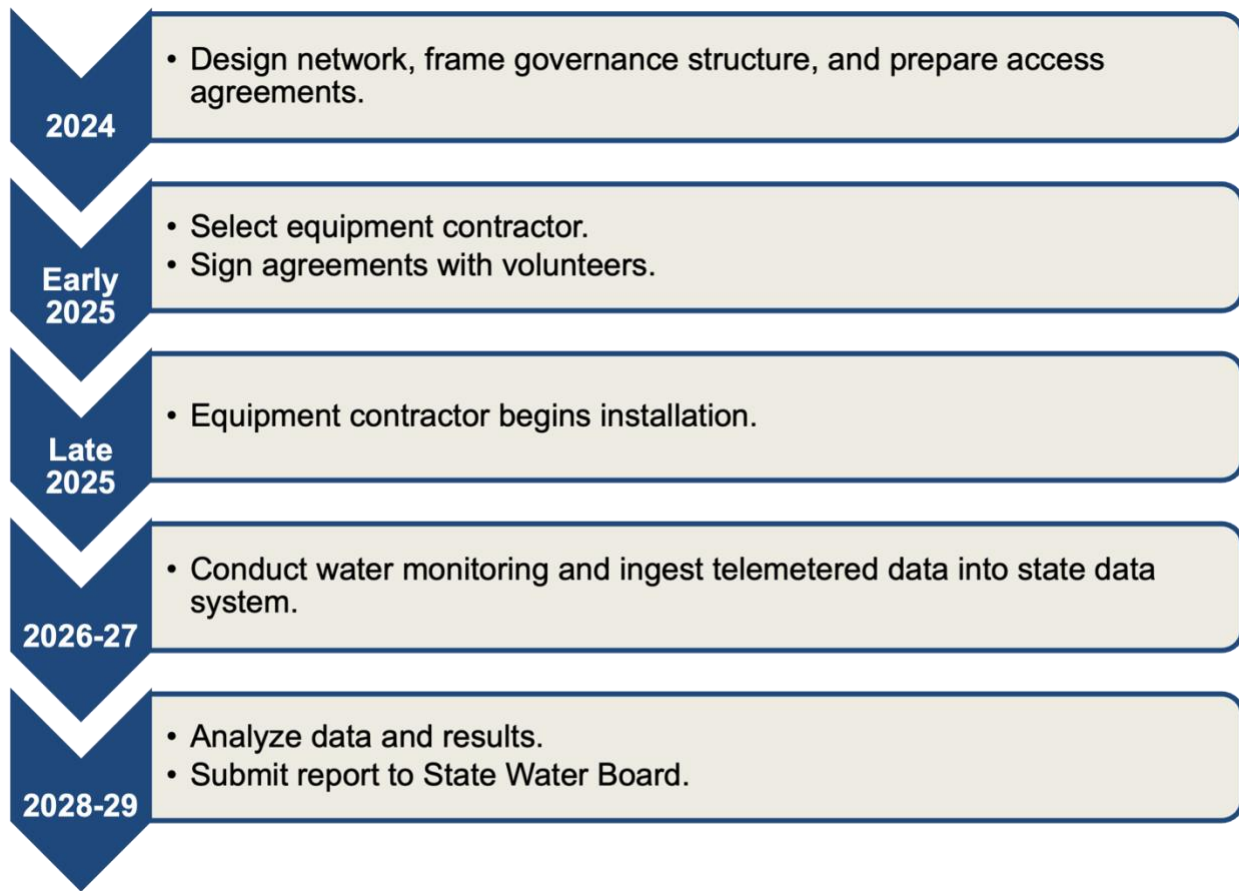 2024
• Design network, frame governance structure, and prepare access
agreements.
Early
2025
• Select equipment contractor.
• Sign agreements with volunteers.
Late
2025
• Equipment contractor begins installation.
2026-27
• Conduct water monitoring and ingest telemetered data into state data
system.
2028-29
• Analyze data and results.
• Submit report to State Water Board.